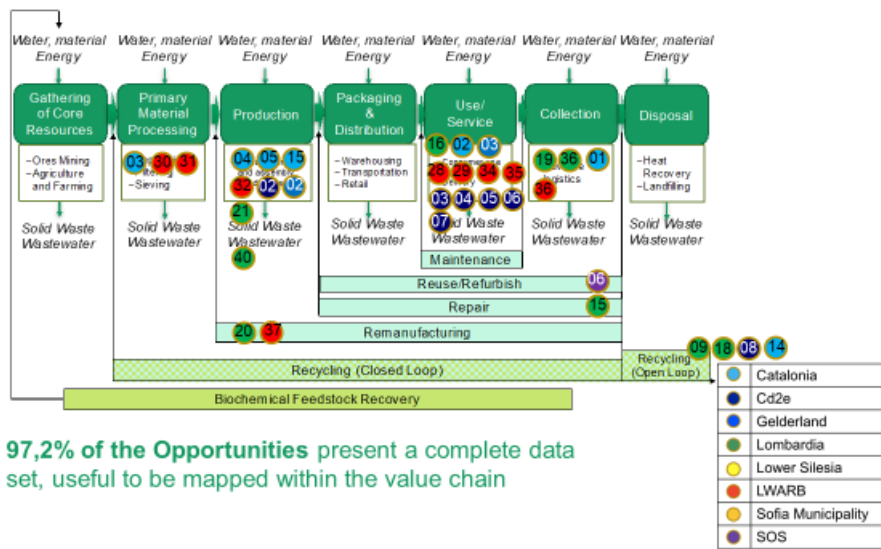 Water, material
Energy
Water, material
Energy
Water, material
Energy
Water, material
Energy
Water, material
Energy
Water, material
Energy
Water, material
Energy
Gathering
of Core
Resources
Primary
Material
Processing
Production
Packaging
&
Distribution
Use/
Service
Collection
Disposal
–Ores Mining
–Agriculture
and Farming
03 30 31
–Sieving
04 05 15
and assembly
32 02 02
21
–Warehousing
–Transportation
–Retail
16 02 03
28 29 34 35
03 04 05 06
07
19 36 01
36
logistics
–Heat
Recovery
–Landfilling
Solid Waste
Wastewater
Solid Waste
Wastewater
Solid Waste
Wastewater
Solid Waste
Wastewater
Solid Waste
Wastewater
Solid Waste
Wastewater
Solid Waste
Wastewater
40
Maintenance
Reuse/Refurbish
06
Repair
15
20 37
Remanufacturing
09 18 08 14
Recycling (Closed Loop)
Recycling
(Open Loop)
Biochemical Feedstock Recovery
97,2% of the Opportunities present a complete data
set, useful to be mapped within the value chain
Catalonia
Cd2e
Gelderland
Lombardia
Lower Silesia
LWARB
Sofia Municipality
SOS